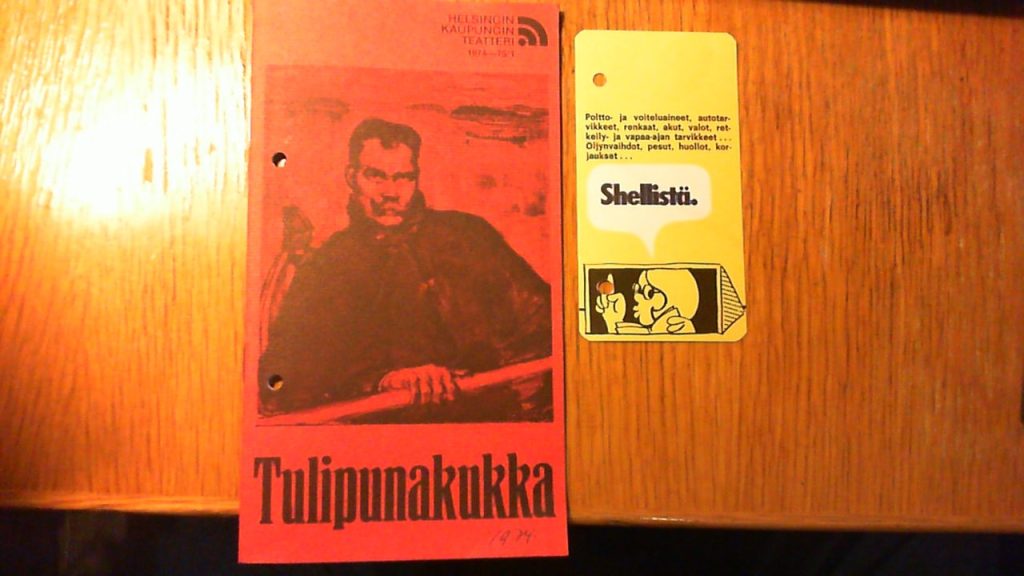 HELSINGIN
KAUPUNGIN
TEATTERI
1974—75/1
Tulipunakukka
1974
Poltto- ja voiteluaineet, autotar-
vikkeet, renkaat, akut, valot, ret-
keily- ja vapaa-ajan tarvikkeet...
Öljynvaihdot, pesut, huollot, kor-
jaukset...
Shellistä.